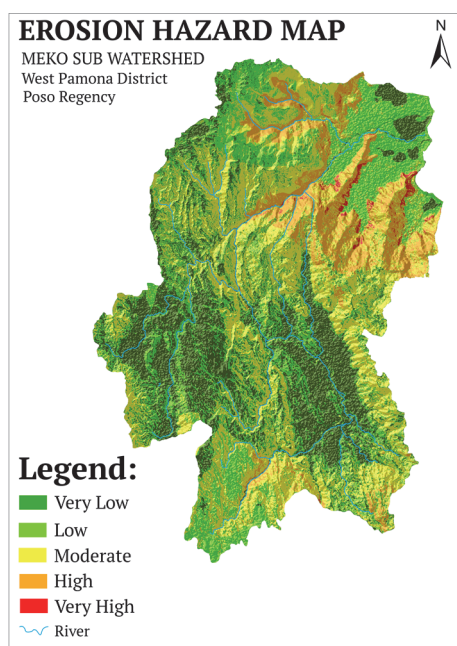 EROSION HAZARD MAP
N
MEKO SUB WATERSHED
West Pamona District
Poso Regency
Legend:
Very Low
Low
Moderate
High
Very High
River